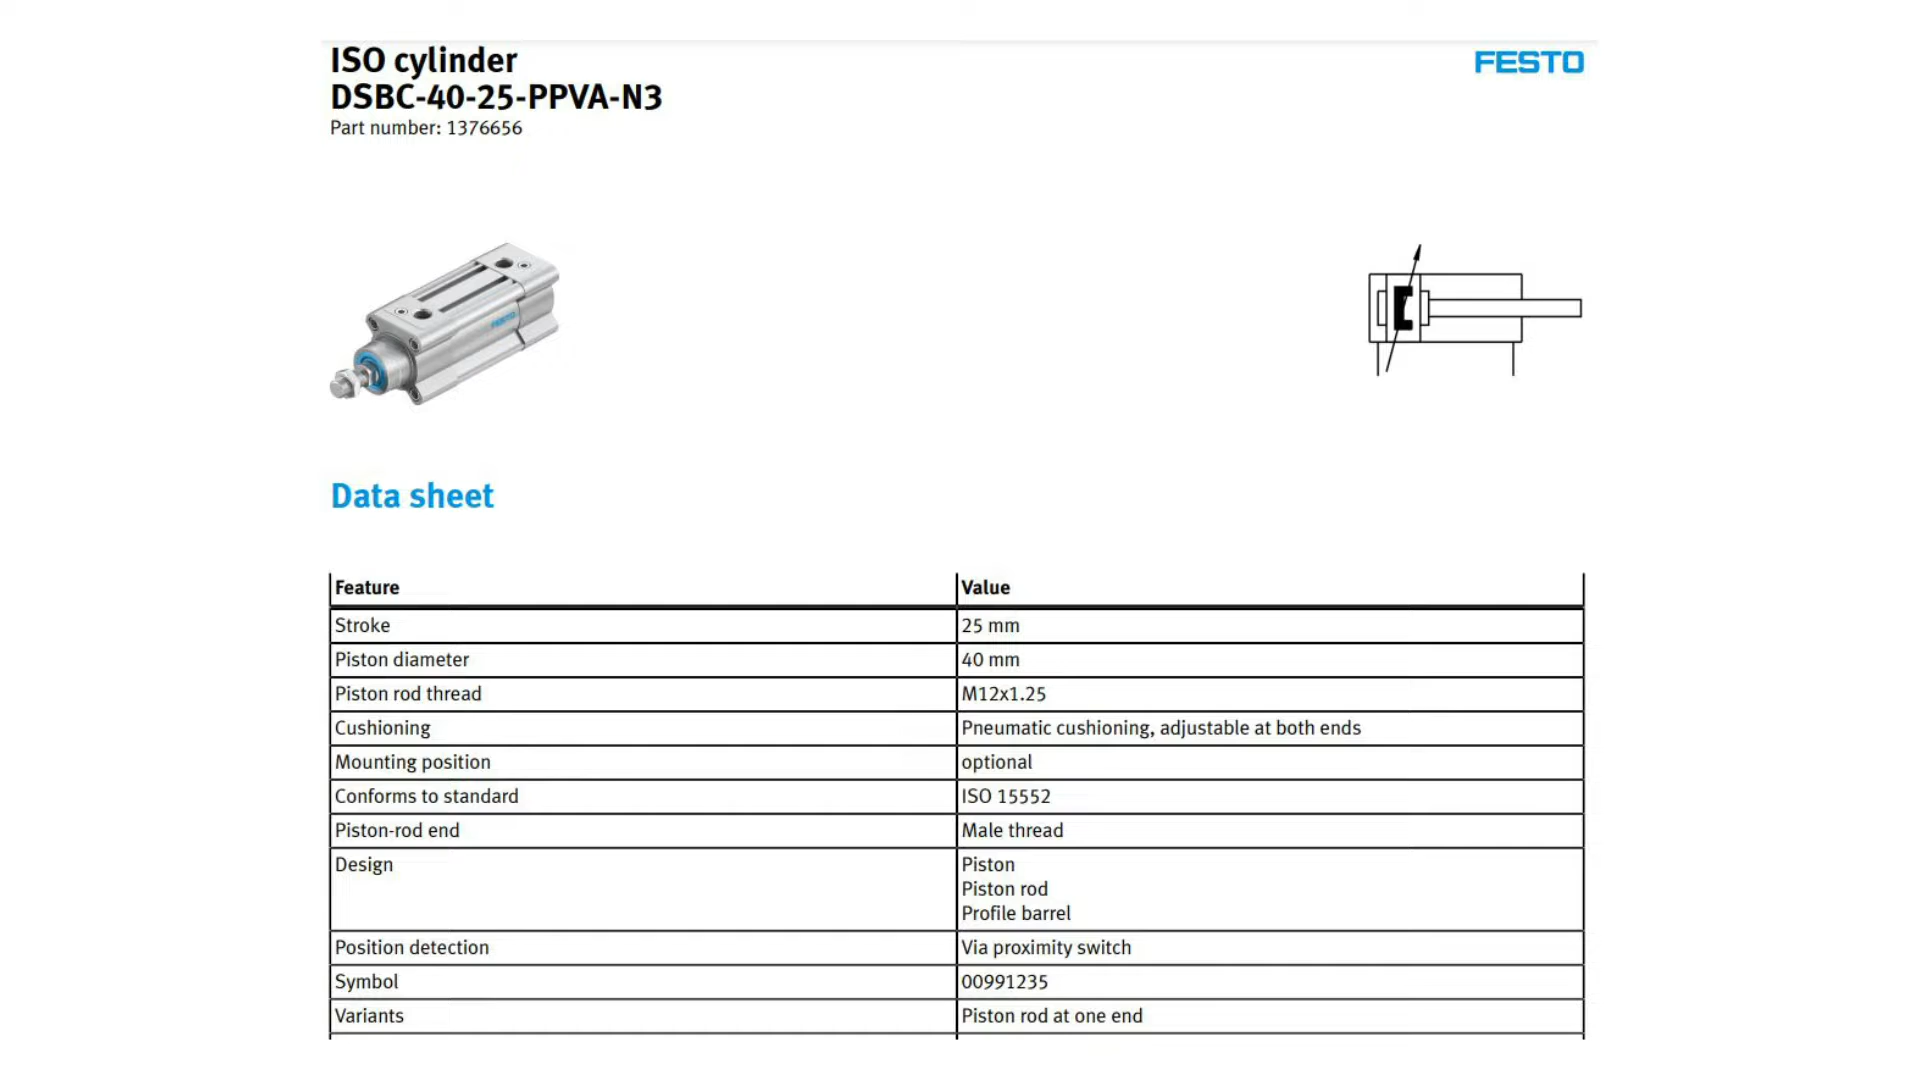 ISO cylinder
DSBC-40-25-PPVA-N3
Part number: 1376656
FESTO
FESTO
Data sheet
Feature Value
Stroke 25 mm
Piston diameter 40 mm
Piston rod thread M12x1.25
Cushioning Pneumatic cushioning, adjustable at both ends
Mounting position optional
Conforms to standard ISO 15552
Piston-rod end Male thread
Design Piston
Piston rod
Profile barrel
Position detection Via proximity switch
Symbol 00991235
Variants Piston rod at one end